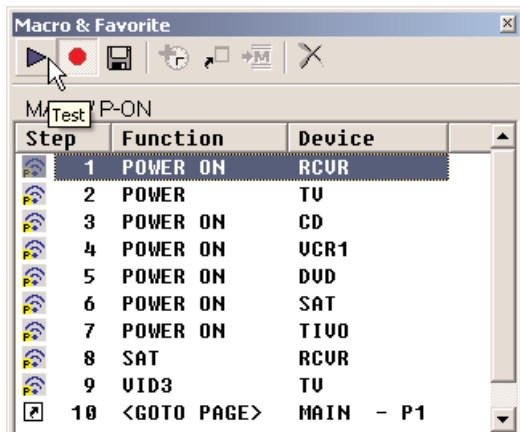 Macro & Favorite
MA P-ON
Test
Step Function Device
1 POWER ON RCVR
2 POWER TV
3 POWER ON CD
4 POWER ON VCR1
5 POWER ON DVD
6 POWER ON SAT
7 POWER ON TIVO
8 SAT RCVR
9 VID3 TV
10 <GOTO PAGE> MAIN - P1